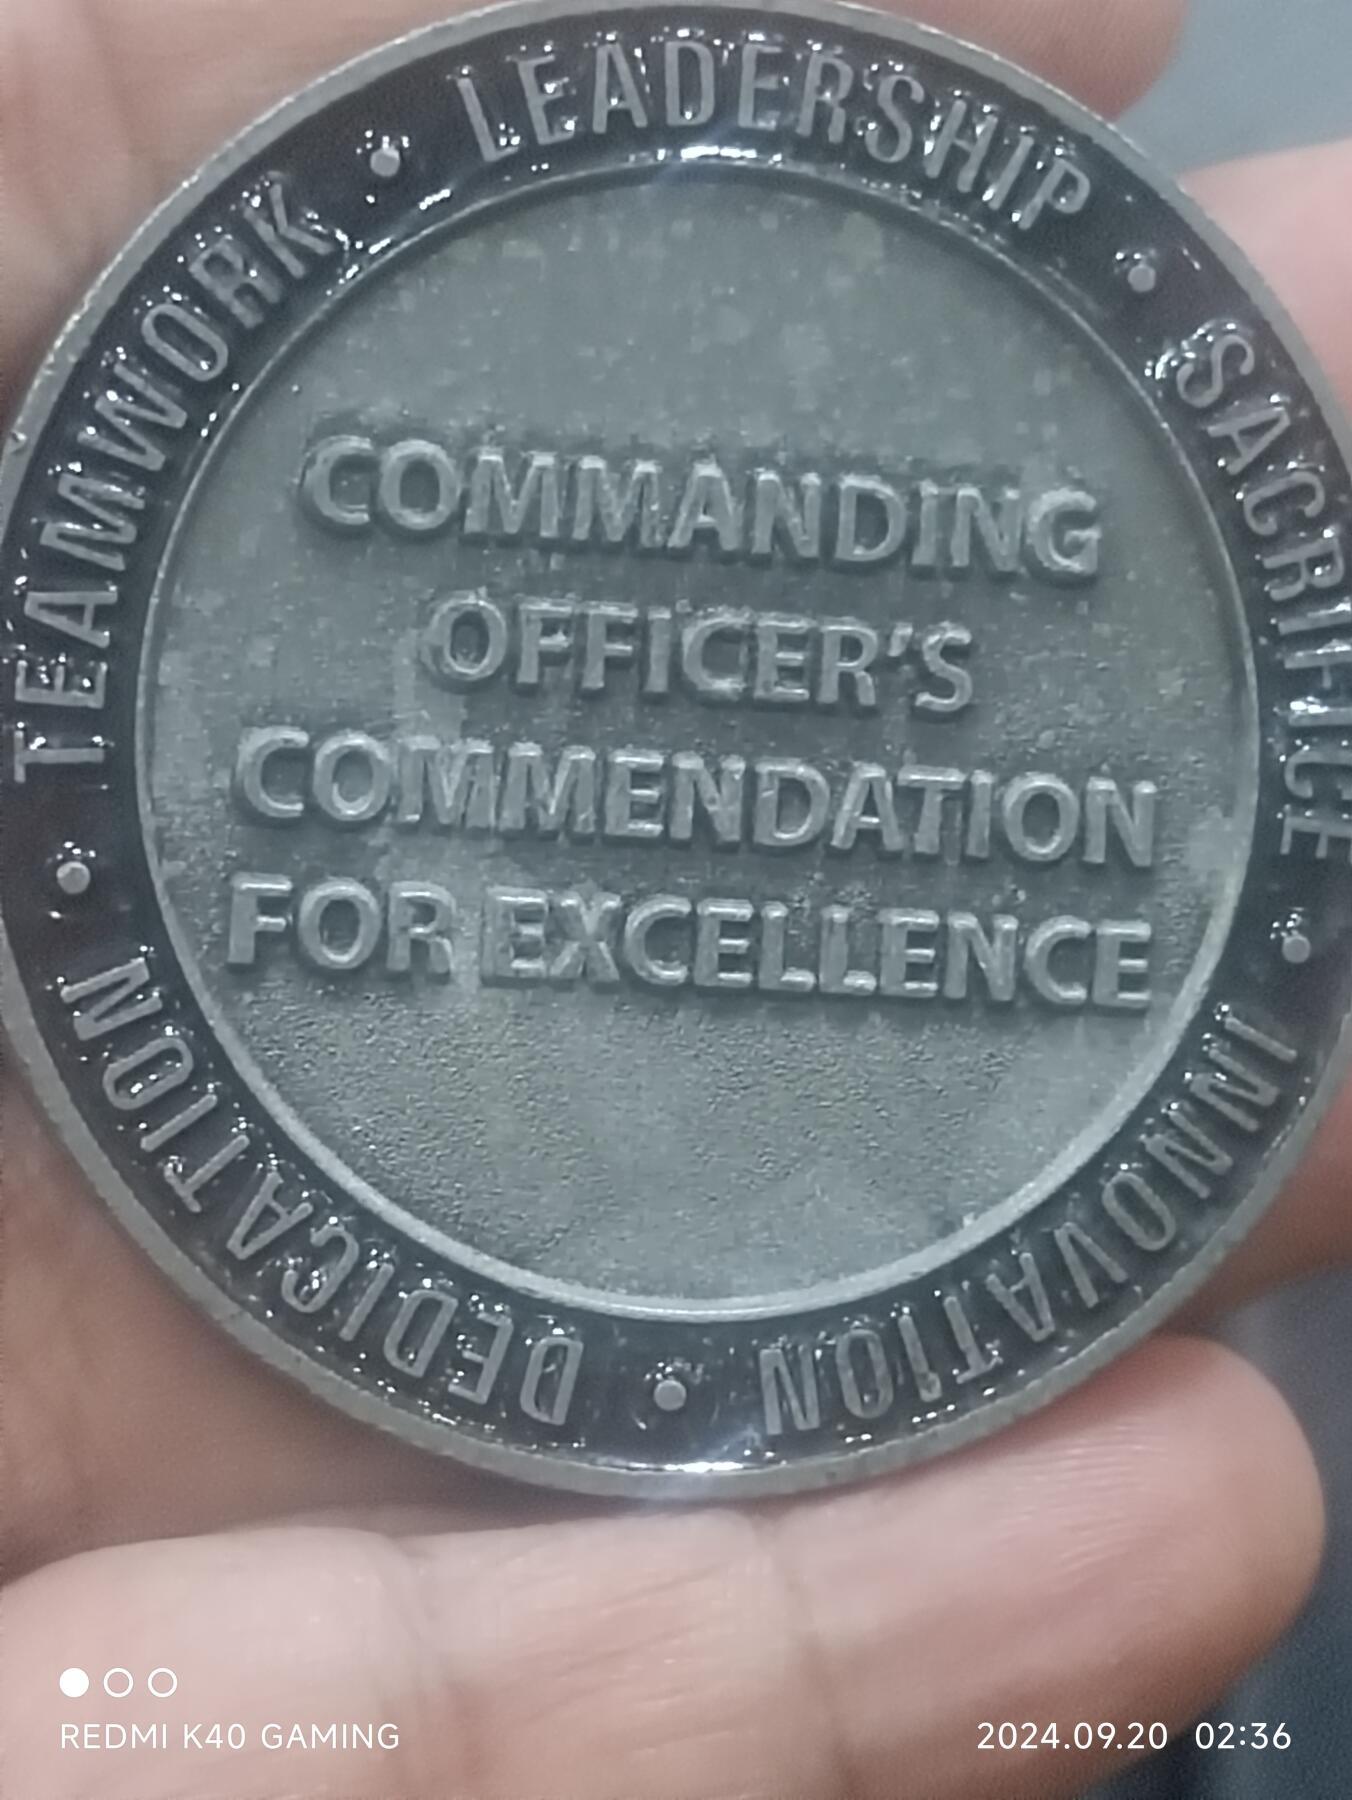 TEAMWORK • LEADERSHIP • SACRIFICE • INNOVATION • DEDICATION •
COMMANDING
OFFICER'S
COMMENDATION
FOR EXCELLENCE
REDMI K40 GAMING
2024.09.20 02:36